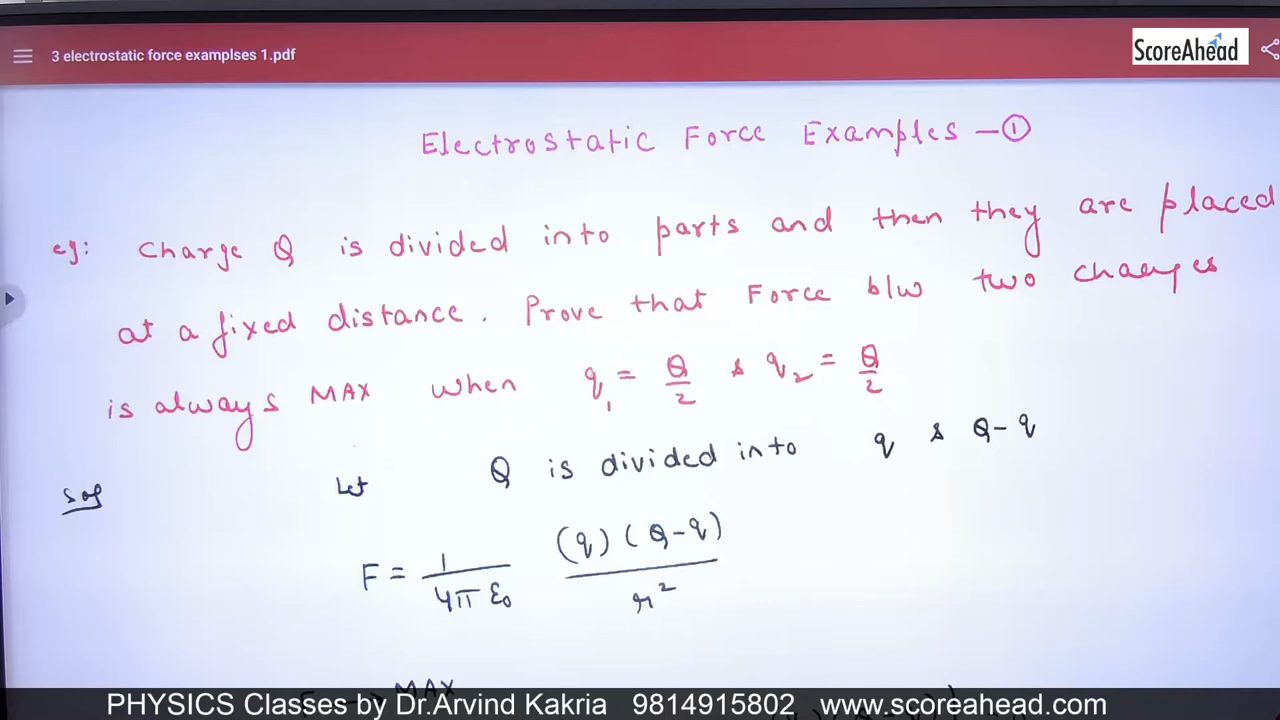 3 electrostatic force examplses 1.pdf
ScoreAhead
Electrostatic Force Examples - ①
eg: Charge Q is divided into parts and then they are placed
at a fixed distance. Prove that Force b/w two charges
is always MAX when q₁ = Q/2 & q₂ = Q/2
Sol Let Q is divided into q & Q-q
F = 1/4πε₀ (q)(Q-q)/r²
MAX
PHYSICS Classes by Dr.Arvind Kakria 9814915802 www.scoreahead.com